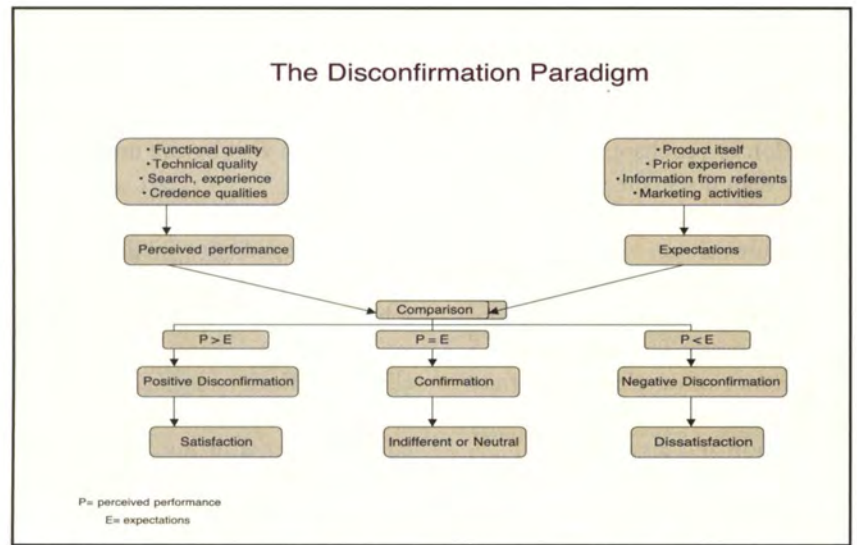 The Disconfirmation Paradigm
• Functional quality
• Technical quality
• Search, experience
• Credence qualities
• Product itself
• Prior experience
• Information from referents
• Marketing activities
Perceived performance
Expectations
Comparison
P > E
P = E
P < E
Positive Disconfirmation
Confirmation
Negative Disconfirmation
Satisfaction
Indifferent or Neutral
Dissatisfaction
P= perceived performance
E= expectations